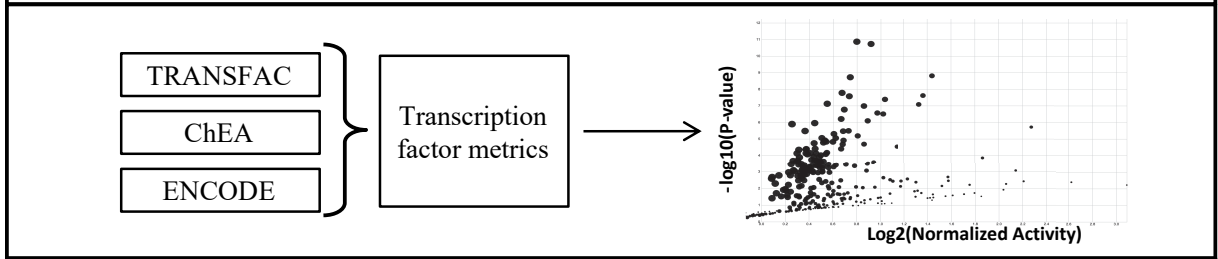 TRANSFAC
ChEA
ENCODE
Transcription
factor metrics
-log10(P-value)
Log2(Normalized Activity)